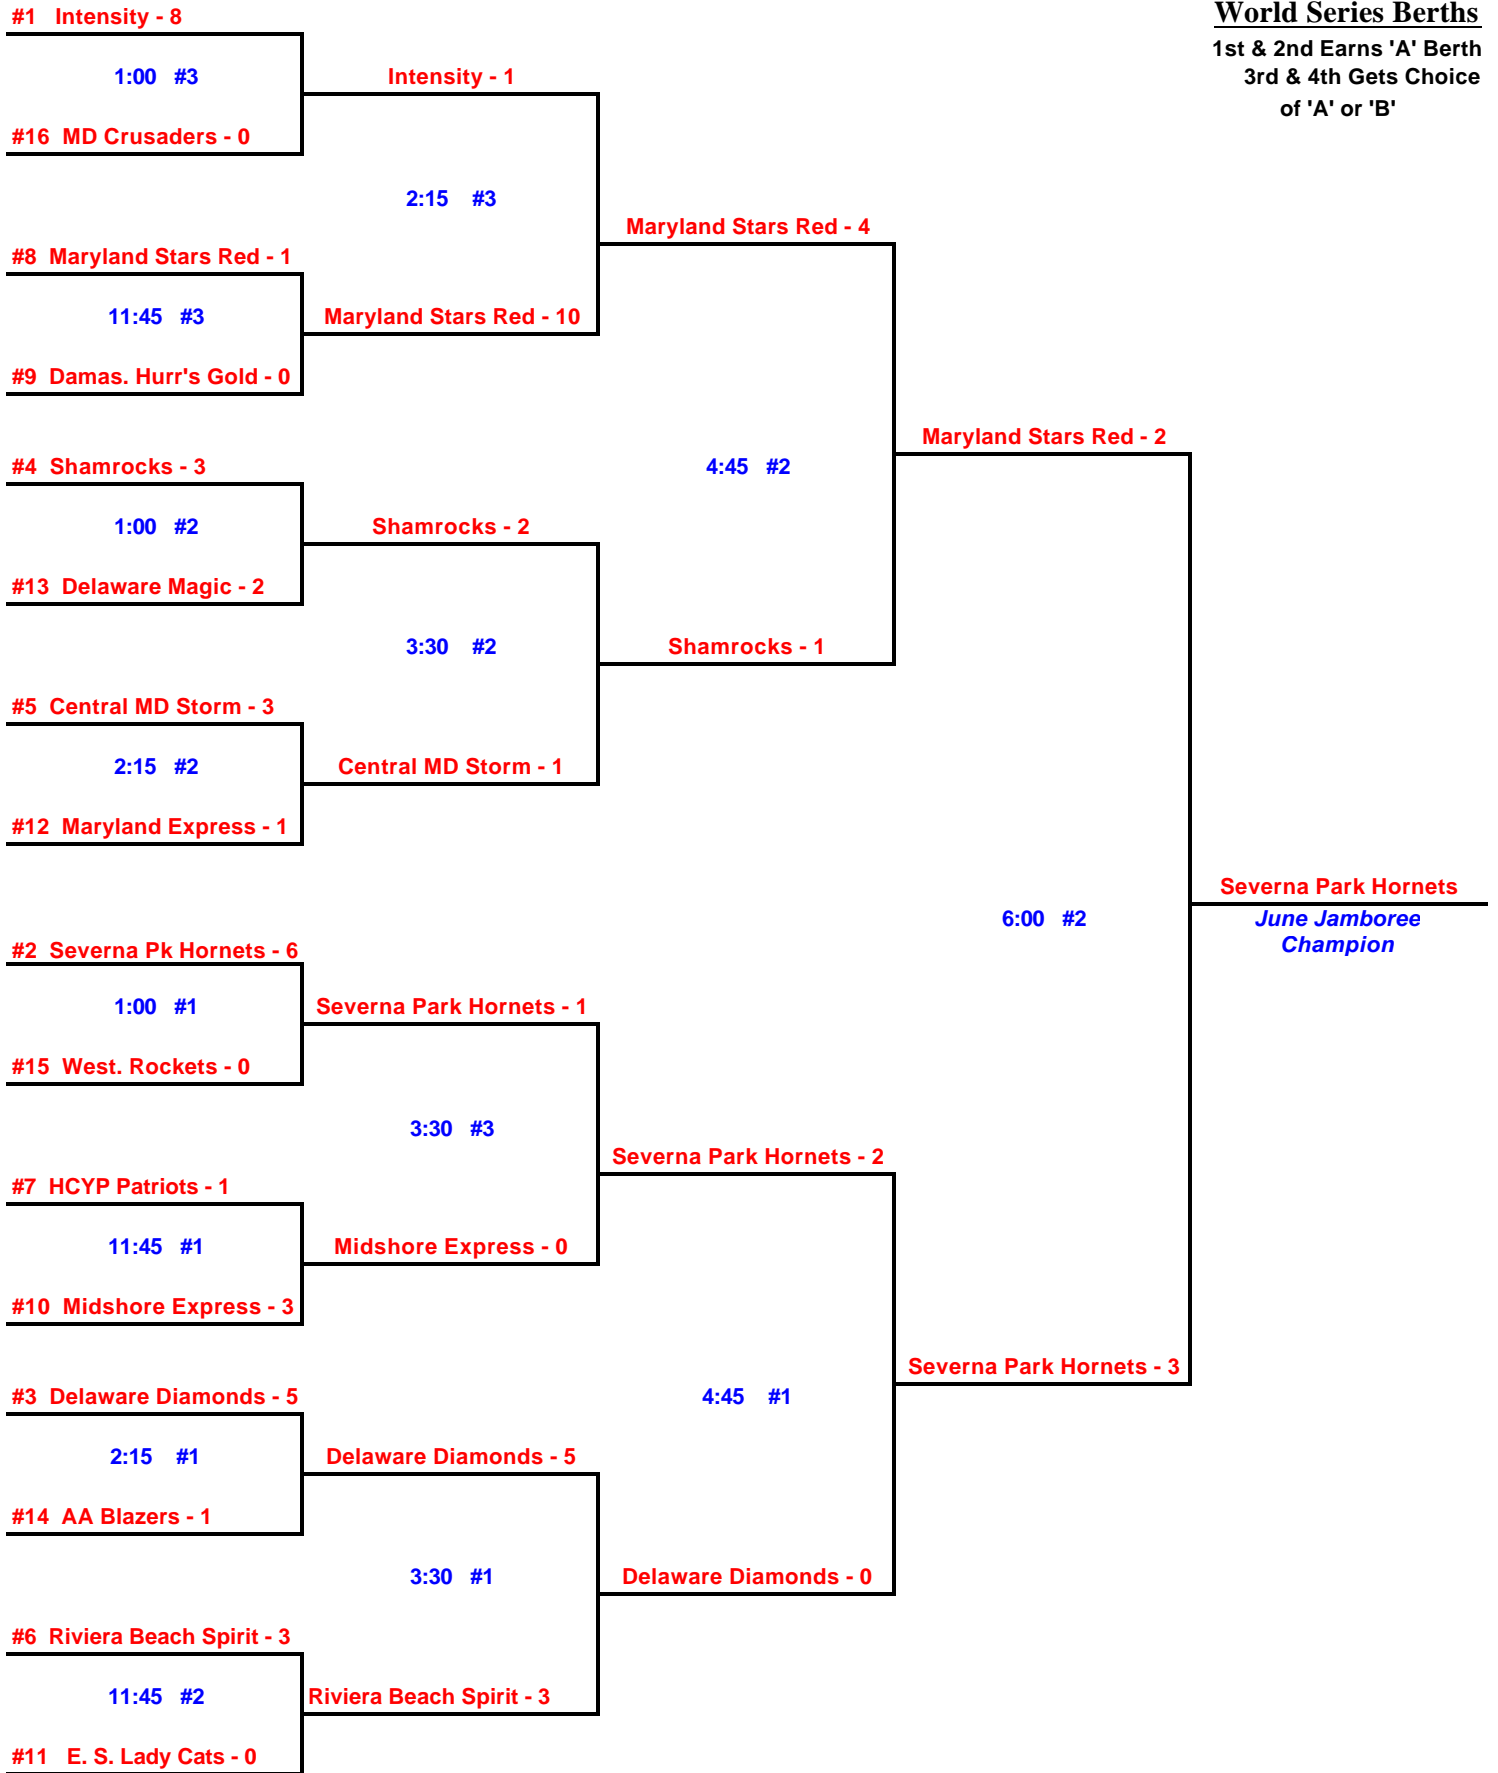 #1 Intensity - 8
World Series Berths
1st & 2nd Earns 'A' Berth
3rd & 4th Gets Choice
of 'A' or 'B'
1:00 #3
Intensity - 1
#16 MD Crusaders - 0
2:15 #3
Maryland Stars Red - 4
#8 Maryland Stars Red - 1
11:45 #3
Maryland Stars Red - 10
#9 Damas. Hurr's Gold - 0
Maryland Stars Red - 2
#4 Shamrocks - 3
4:45 #2
1:00 #2
Shamrocks - 2
#13 Delaware Magic - 2
3:30 #2
Shamrocks - 1
#5 Central MD Storm - 3
2:15 #2
Central MD Storm - 1
#12 Maryland Express - 1
Severna Park Hornets
6:00 #2
June Jamboree
Champion
#2 Severna Pk Hornets - 6
1:00 #1
Severna Park Hornets - 1
#15 West. Rockets - 0
3:30 #3
Severna Park Hornets - 2
#7 HCYP Patriots - 1
11:45 #1
Midshore Express - 0
#10 Midshore Express - 3
Severna Park Hornets - 3
#3 Delaware Diamonds - 5
4:45 #1
2:15 #1
Delaware Diamonds - 5
#14 AA Blazers - 1
3:30 #1
Delaware Diamonds - 0
#6 Riviera Beach Spirit - 3
11:45 #2
Riviera Beach Spirit - 3
#11 E. S. Lady Cats - 0